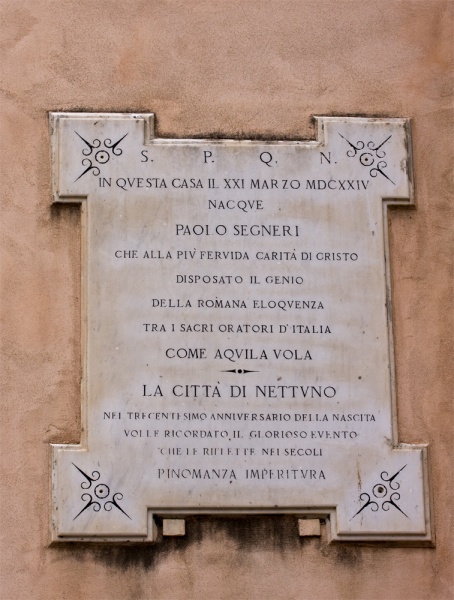 S. P. Q. N.
IN QVESTA CASA IL XXI MARZO MDCXXIV
NACQVE
PAOLO SEGNERI
CHE ALLA PIV' FERVIDA CARITÀ DI CRISTO
DISPOSATO IL GENIO
DELLA ROMANA ELOQVENZA
TRA I SACRI ORATORI D'ITALIA
COME AQVILA VOLA
LA CITTÀ DI NETTVNO
NEL TRECENTESIMO ANNIVERSARIO DELLA NASCITA
VOLLE RICORDATO IL GLORIOSO EVENTO
CHE LE RIFLETTE NEI SECOLI
RINOMANZA IMPERITVRA